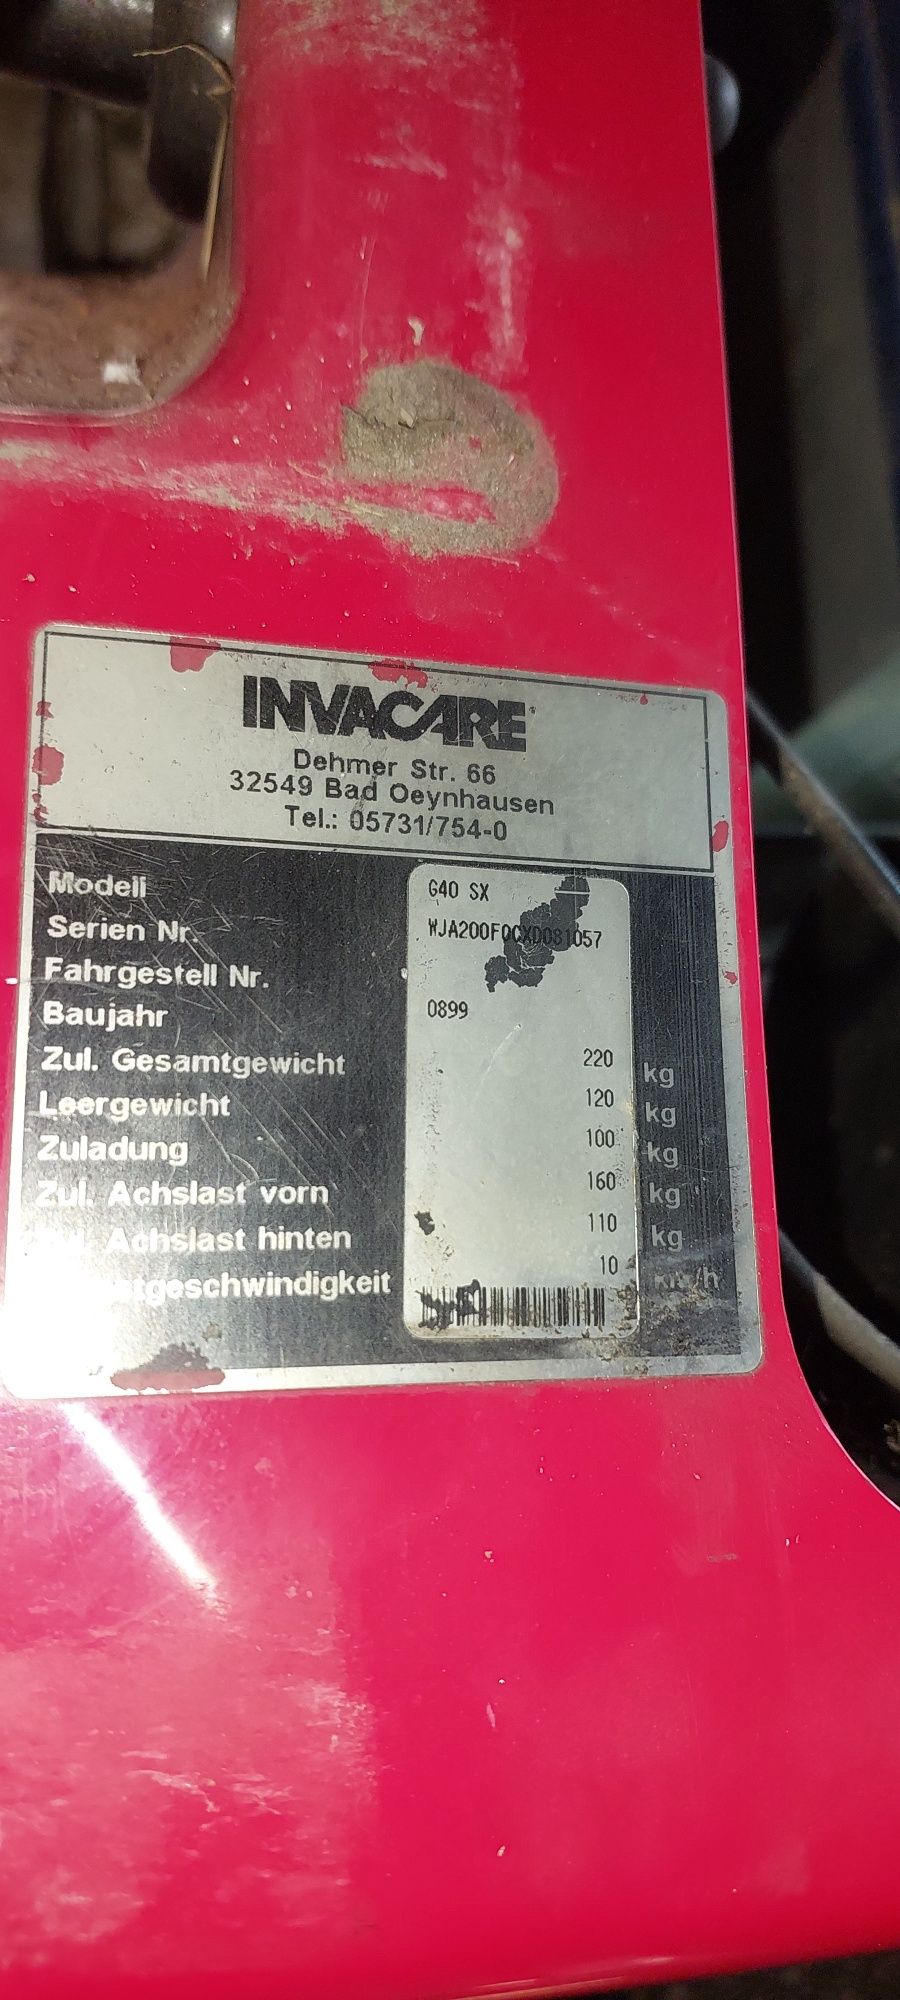 INVACARE
Dehmer Str. 66
32549 Bad Oeynhausen
Tel.: 05731/754-0
Modell G40 SX
Serien Nr. WJA200F0CXD081057
Fahrgestell Nr.
Baujahr 0899
Zul. Gesamtgewicht 220 kg
Leergewicht 120 kg
Zuladung 100 kg
Zul. Achslast vorn 160 kg
Achslast hinten 110 kg
10 km/h